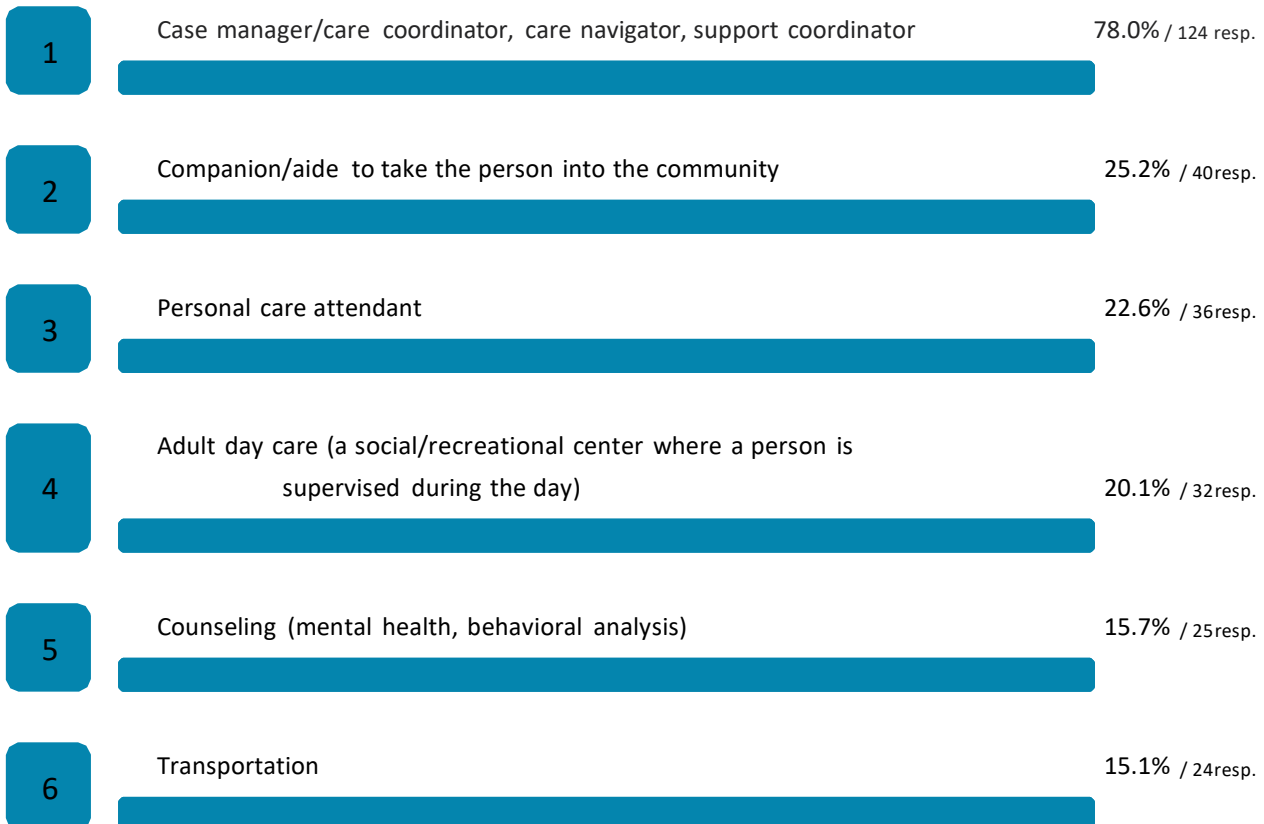 1
Case manager/care coordinator, care navigator, support coordinator 78.0% / 124 resp.
2
Companion/aide to take the person into the community 25.2% / 40resp.
3
Personal care attendant 22.6% / 36resp.
4
Adult day care (a social/recreational center where a person is
supervised during the day) 20.1% / 32resp.
5
Counseling (mental health, behavioral analysis) 15.7% / 25resp.
6
Transportation 15.1% / 24resp.